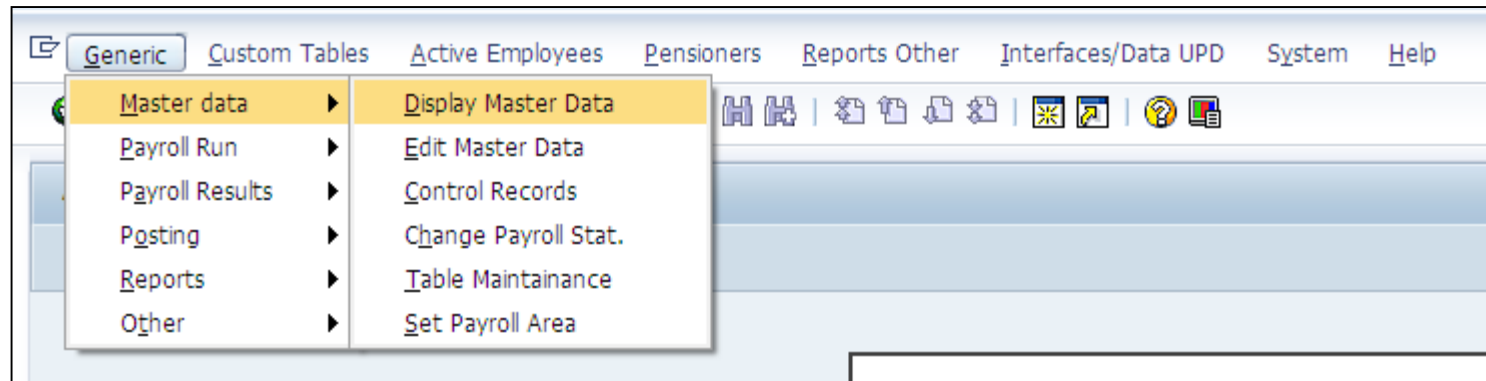 Generic Custom Tables Active Employees Pensioners Reports Other Interfaces/Data UPD System Help
Master data
Payroll Run
Payroll Results
Posting
Reports
Other
Display Master Data
Edit Master Data
Control Records
Change Payroll Stat.
Table Maintainance
Set Payroll Area